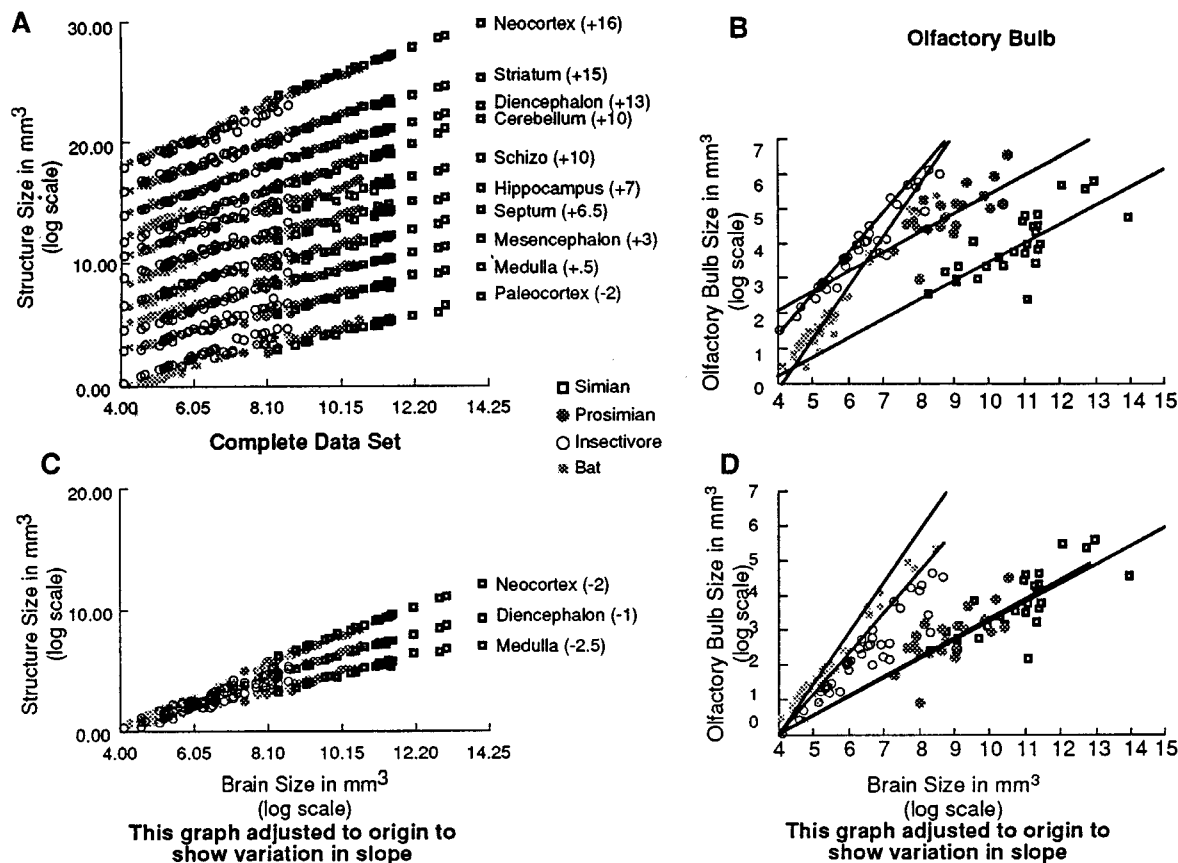 A
Structure Size in mm3
(log scale)
30.00
20.00
10.00
0.00
4.00 6.05 8.10 10.15 12.20 14.25
Neocortex (+16)
Striatum (+15)
Diencephalon (+13)
Cerebellum (+10)
Schizo (+10)
Hippocampus (+7)
Septum (+6.5)
Mesencephalon (+3)
Medulla (+.5)
Paleocortex (-2)
Complete Data Set
Simian
Prosimian
Insectivore
Bat
B
Olfactory Bulb
Olfactory Bulb Size in mm3
(log scale)
7
6
5
4
3
2
1
0
4 5 6 7 8 9 10 11 12 13 14 15
C
Structure Size in mm3
(log scale)
20.00
10.00
0.00
4.00 6.05 8.10 10.15 12.20 14.25
Neocortex (-2)
Diencephalon (-1)
Medulla (-2.5)
Brain Size in mm3
(log scale)
This graph adjusted to origin to
show variation in slope
D
Olfactory Bulb Size in mm3
(log scale)
7
6
5
4
3
2
1
0
4 5 6 7 8 9 10 11 12 13 14 15
Brain Size in mm3
(log scale)
This graph adjusted to origin to
show variation in slope